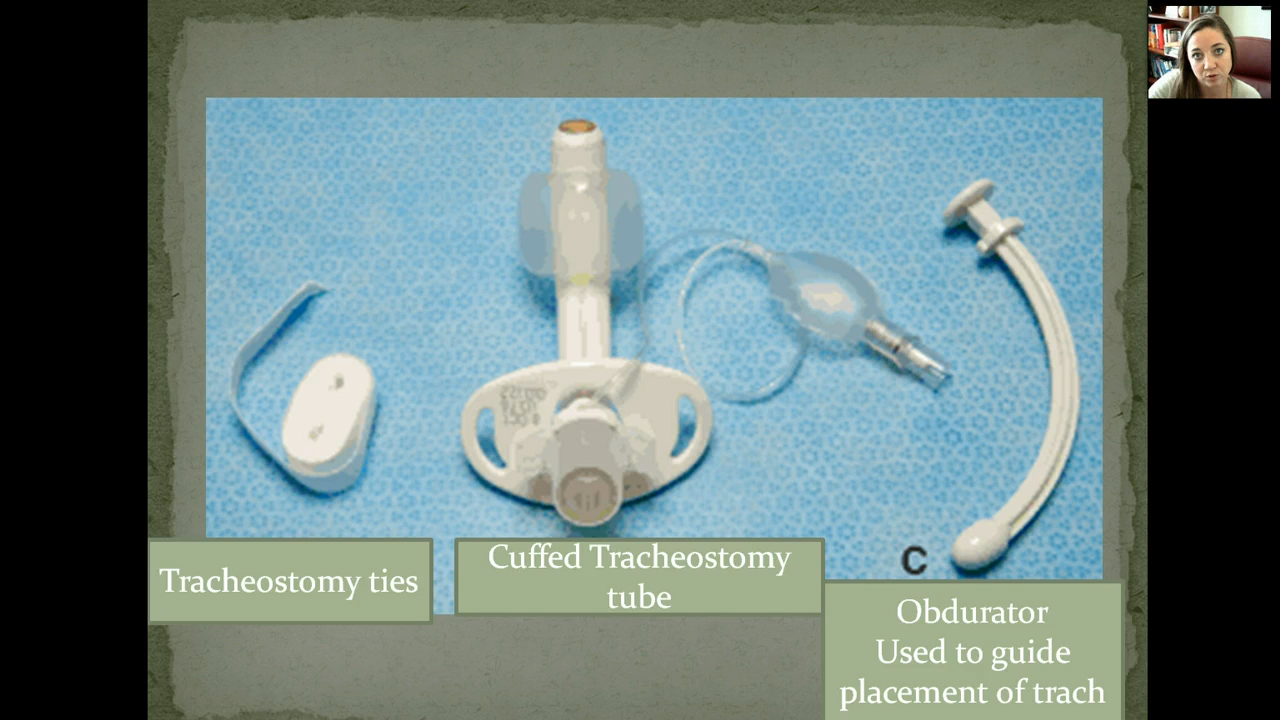 C
Tracheostomy ties
Cuffed Tracheostomy
tube
Obdurator
Used to guide
placement of trach